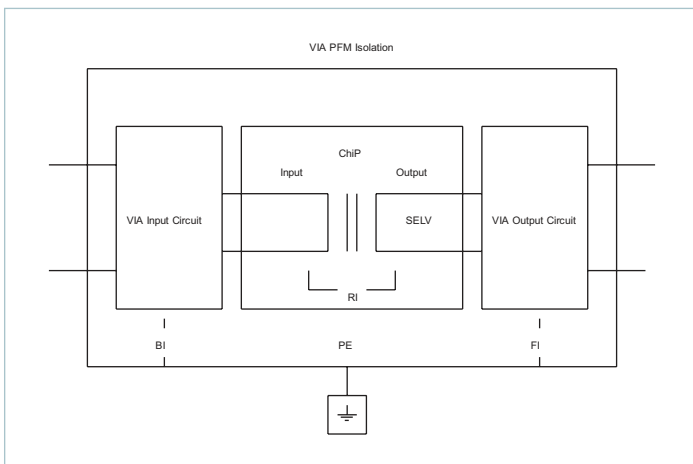 VIA PFM Isolation
ChiP
Input
Output
VIA Input Circuit
SELV
VIA Output Circuit
RI
BI
PE
FI